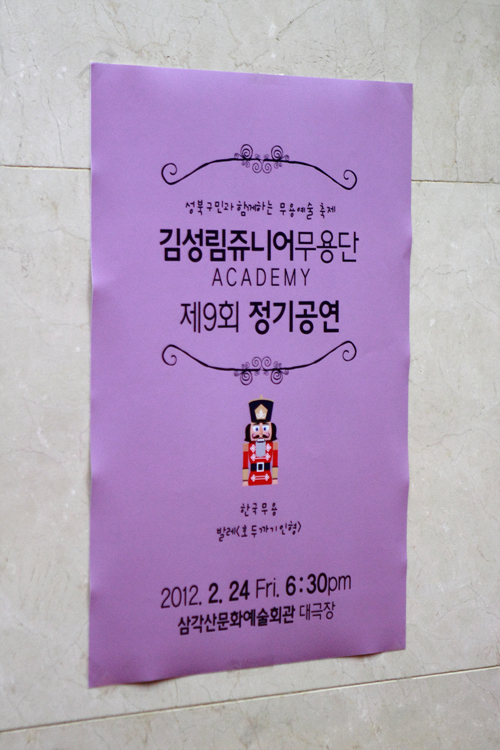 성북구민과 함께하는 무용예술 축제
김성림쥬니어무용단
ACADEMY
제9회 정기공연
한국무용
발레(호두까기인형)
2012. 2. 24 Fri. 6:30pm
삼각산문화예술회관 대극장